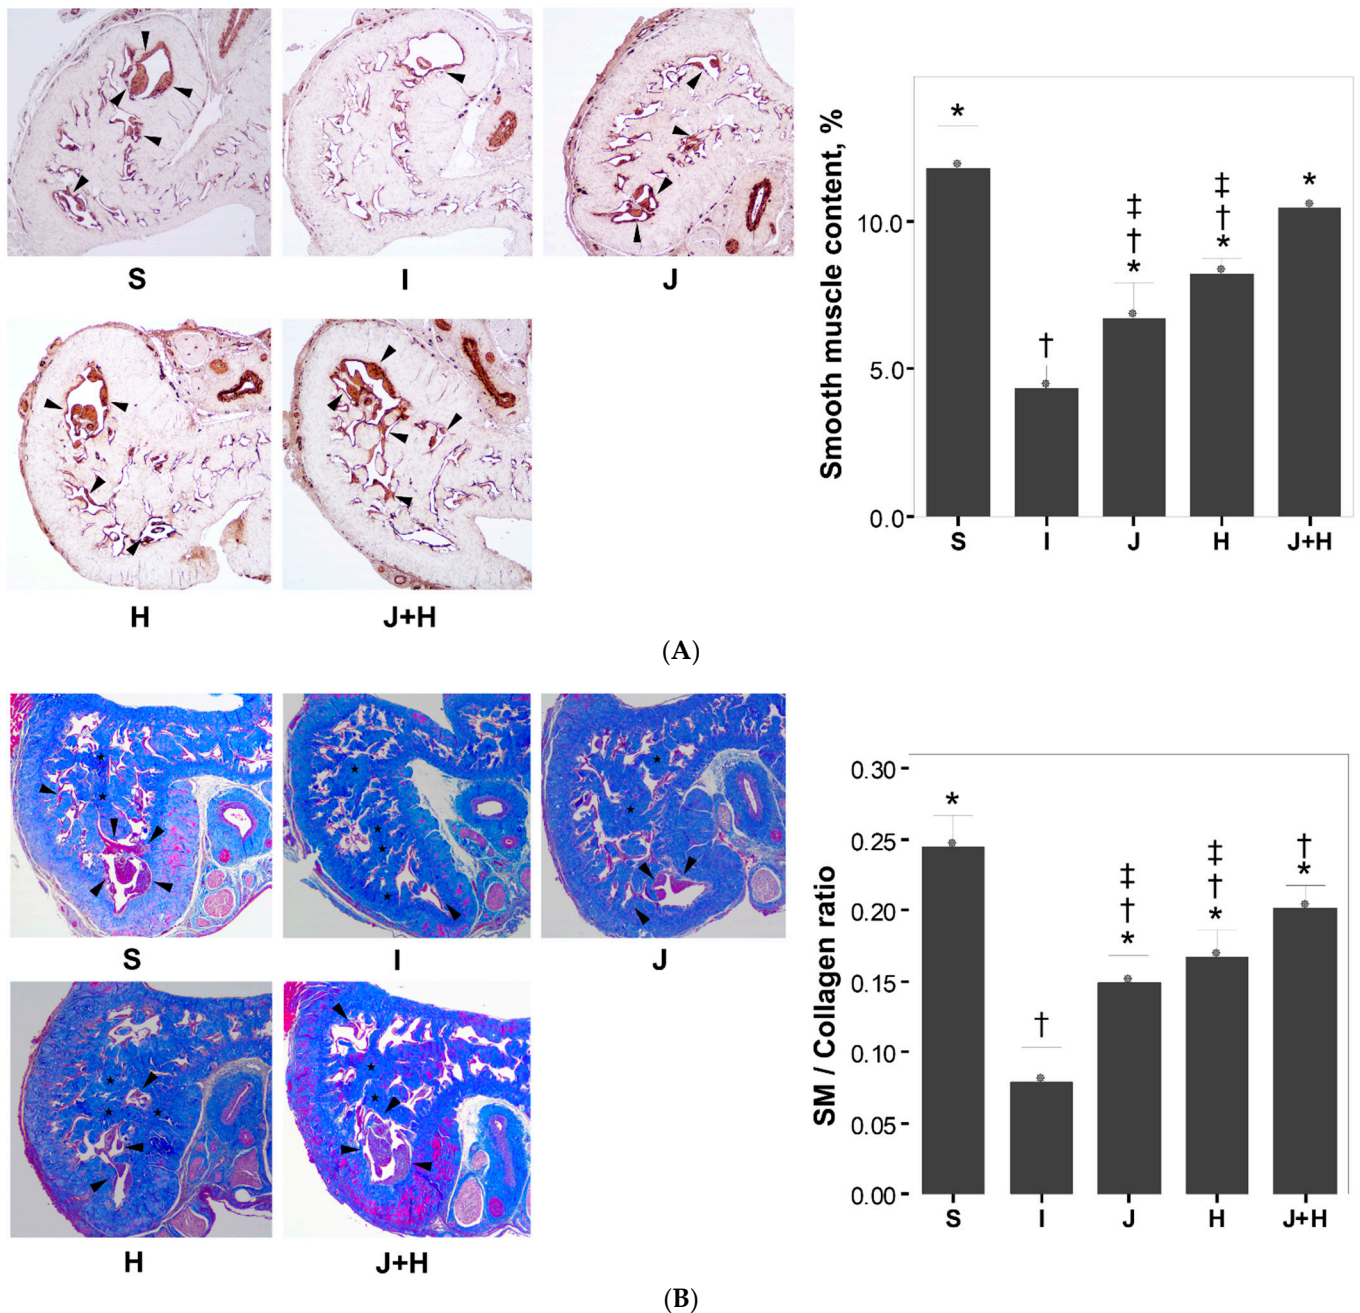 S
I
J
H
J+H
Smooth muscle content, %
10.0
5.0
0.0
*
†
‡
†
*
‡
†
*
*
S
I
J
H
J+H
(A)
S
I
J
H
J+H
SM / Collagen ratio
0.30
0.25
0.20
0.15
0.10
0.05
0.00
*
†
‡
†
*
‡
†
*
†
*
S
I
J
H
J+H
(B)